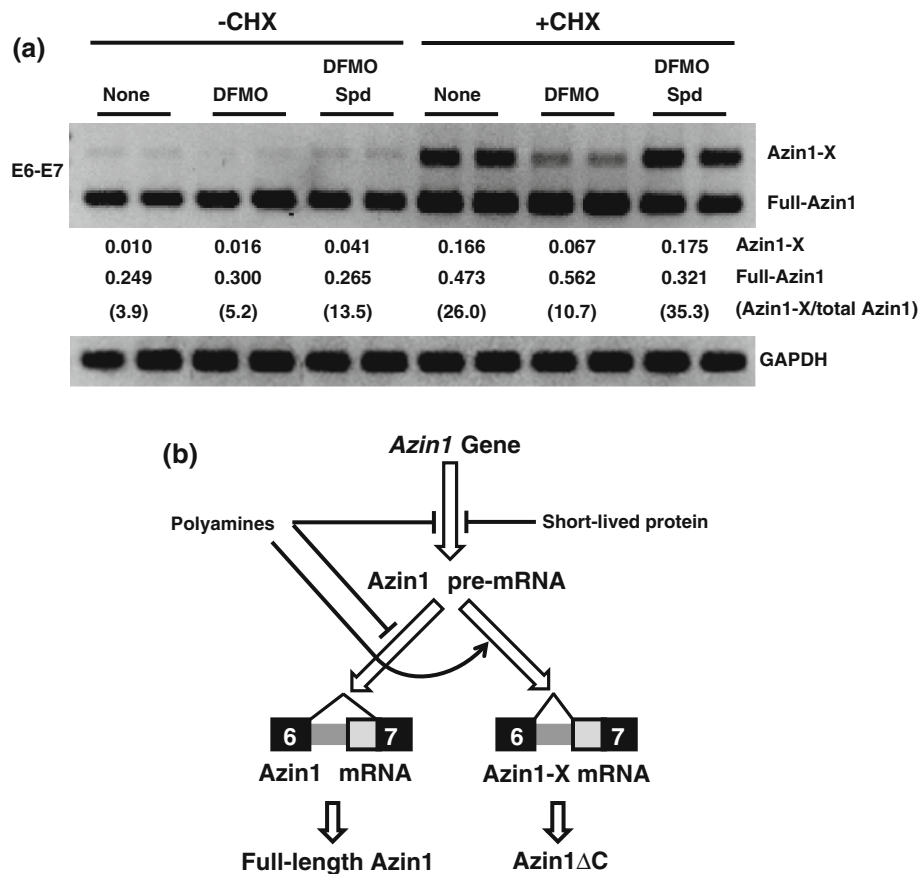 (a)
-CHX +CHX
None DFMO DFMO Spd None DFMO DFMO Spd
E6-E7
Azin1-X
Full-Azin1
0.010 0.016 0.041 0.166 0.067 0.175 Azin1-X
0.249 0.300 0.265 0.473 0.562 0.321 Full-Azin1
(3.9) (5.2) (13.5) (26.0) (10.7) (35.3) (Azin1-X/total Azin1)
GAPDH
(b)
Azin1 Gene
Polyamines Short-lived protein
Azin1 pre-mRNA
6 7 6 7
Azin1 mRNA Azin1-X mRNA
Full-length Azin1 Azin1ΔC